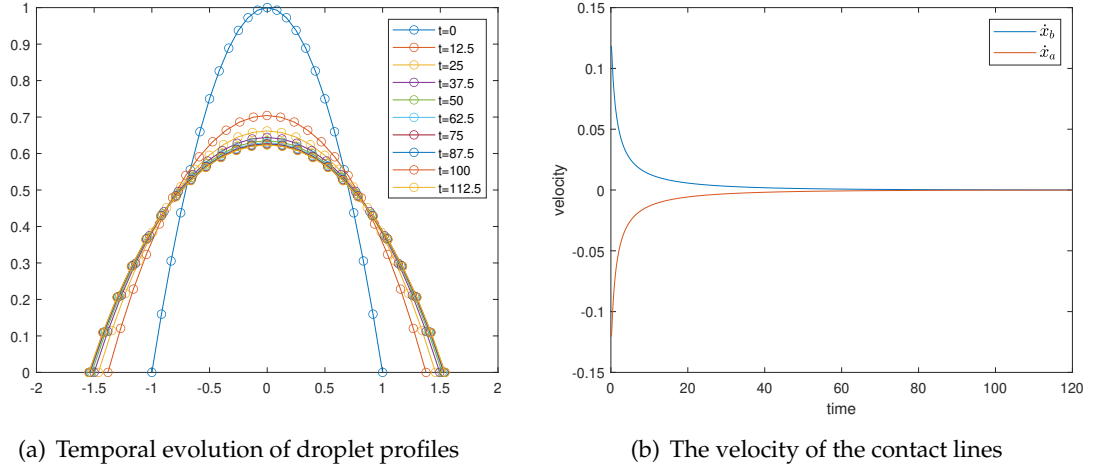 1
0.9
0.8
0.7
0.6
0.5
0.4
0.3
0.2
0.1
0
-2 -1.5 -1 -0.5 0 0.5 1 1.5 2
t=0
t=12.5
t=25
t=37.5
t=50
t=62.5
t=75
t=87.5
t=100
t=112.5
(a) Temporal evolution of droplet profiles
0.15
0.1
0.05
0
-0.05
-0.1
-0.15
velocity
0 20 40 60 80 100 120
time
ẋ_b
ẋ_a
(b) The velocity of the contact lines